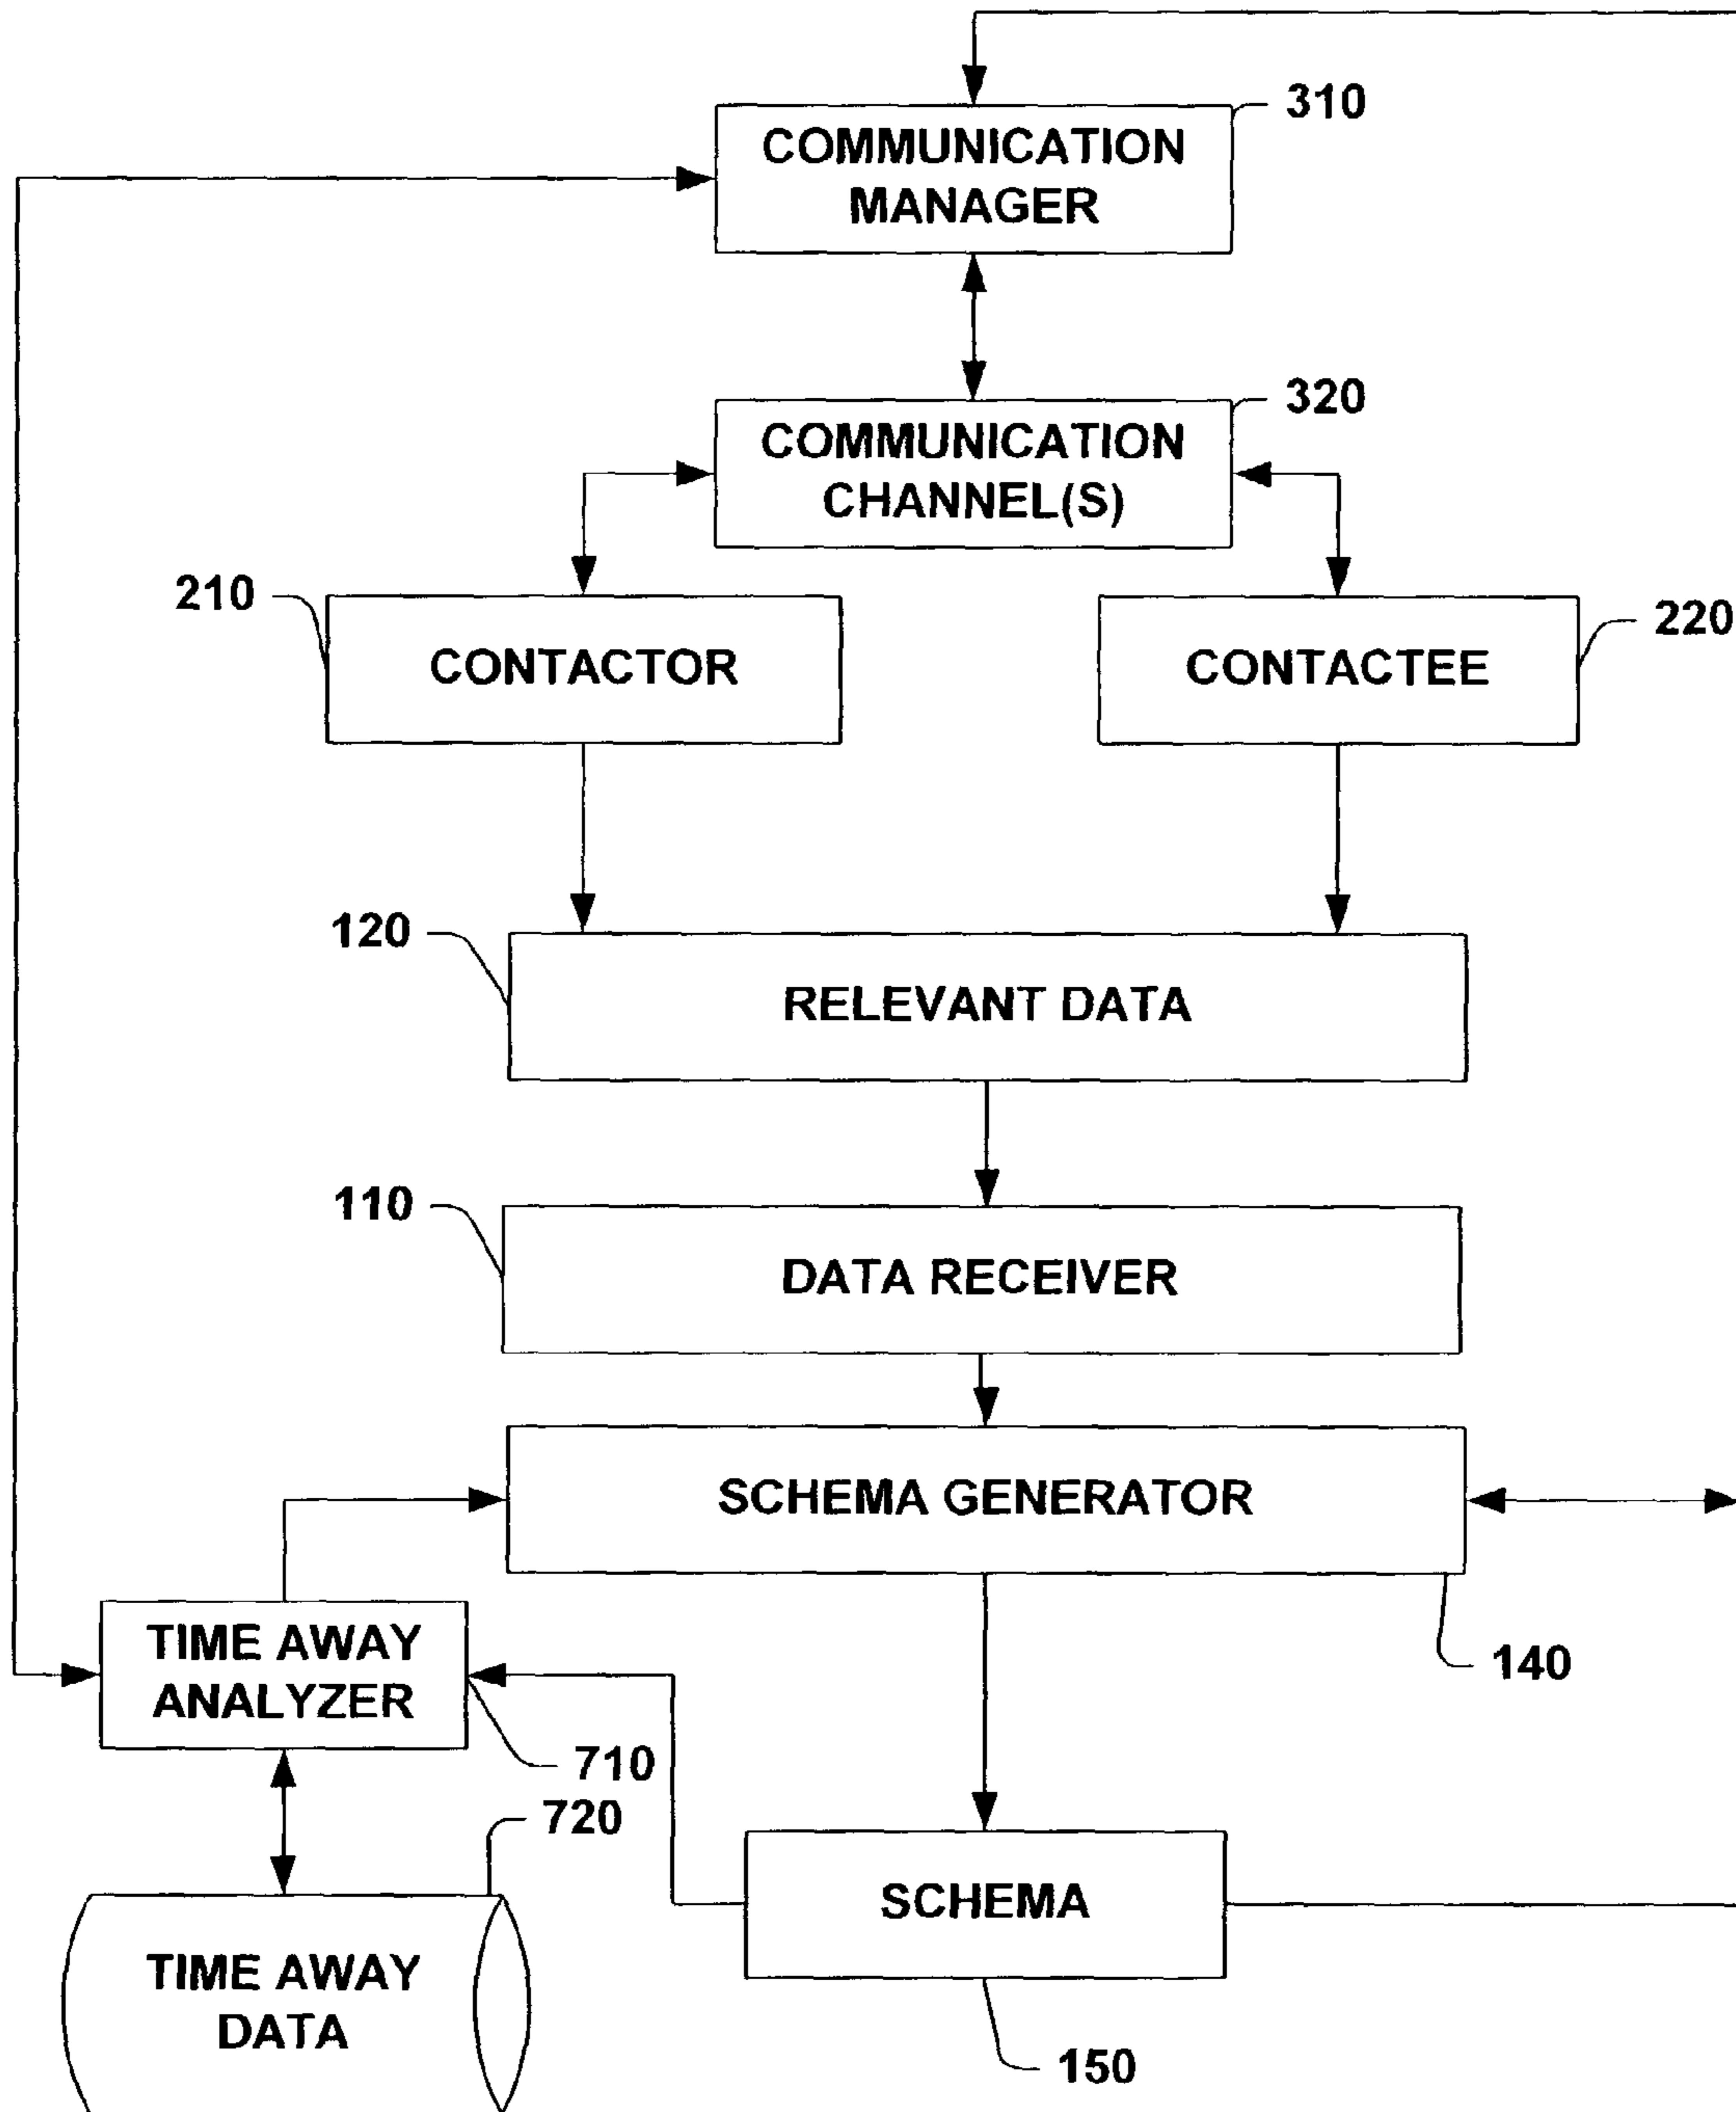 310
COMMUNICATION
MANAGER
320
COMMUNICATION
CHANNEL(S)
210
CONTACTOR
220
CONTACTEE
120
RELEVANT DATA
110
DATA RECEIVER
SCHEMA GENERATOR
140
TIME AWAY
ANALYZER
710
720
SCHEMA
TIME AWAY
DATA
150